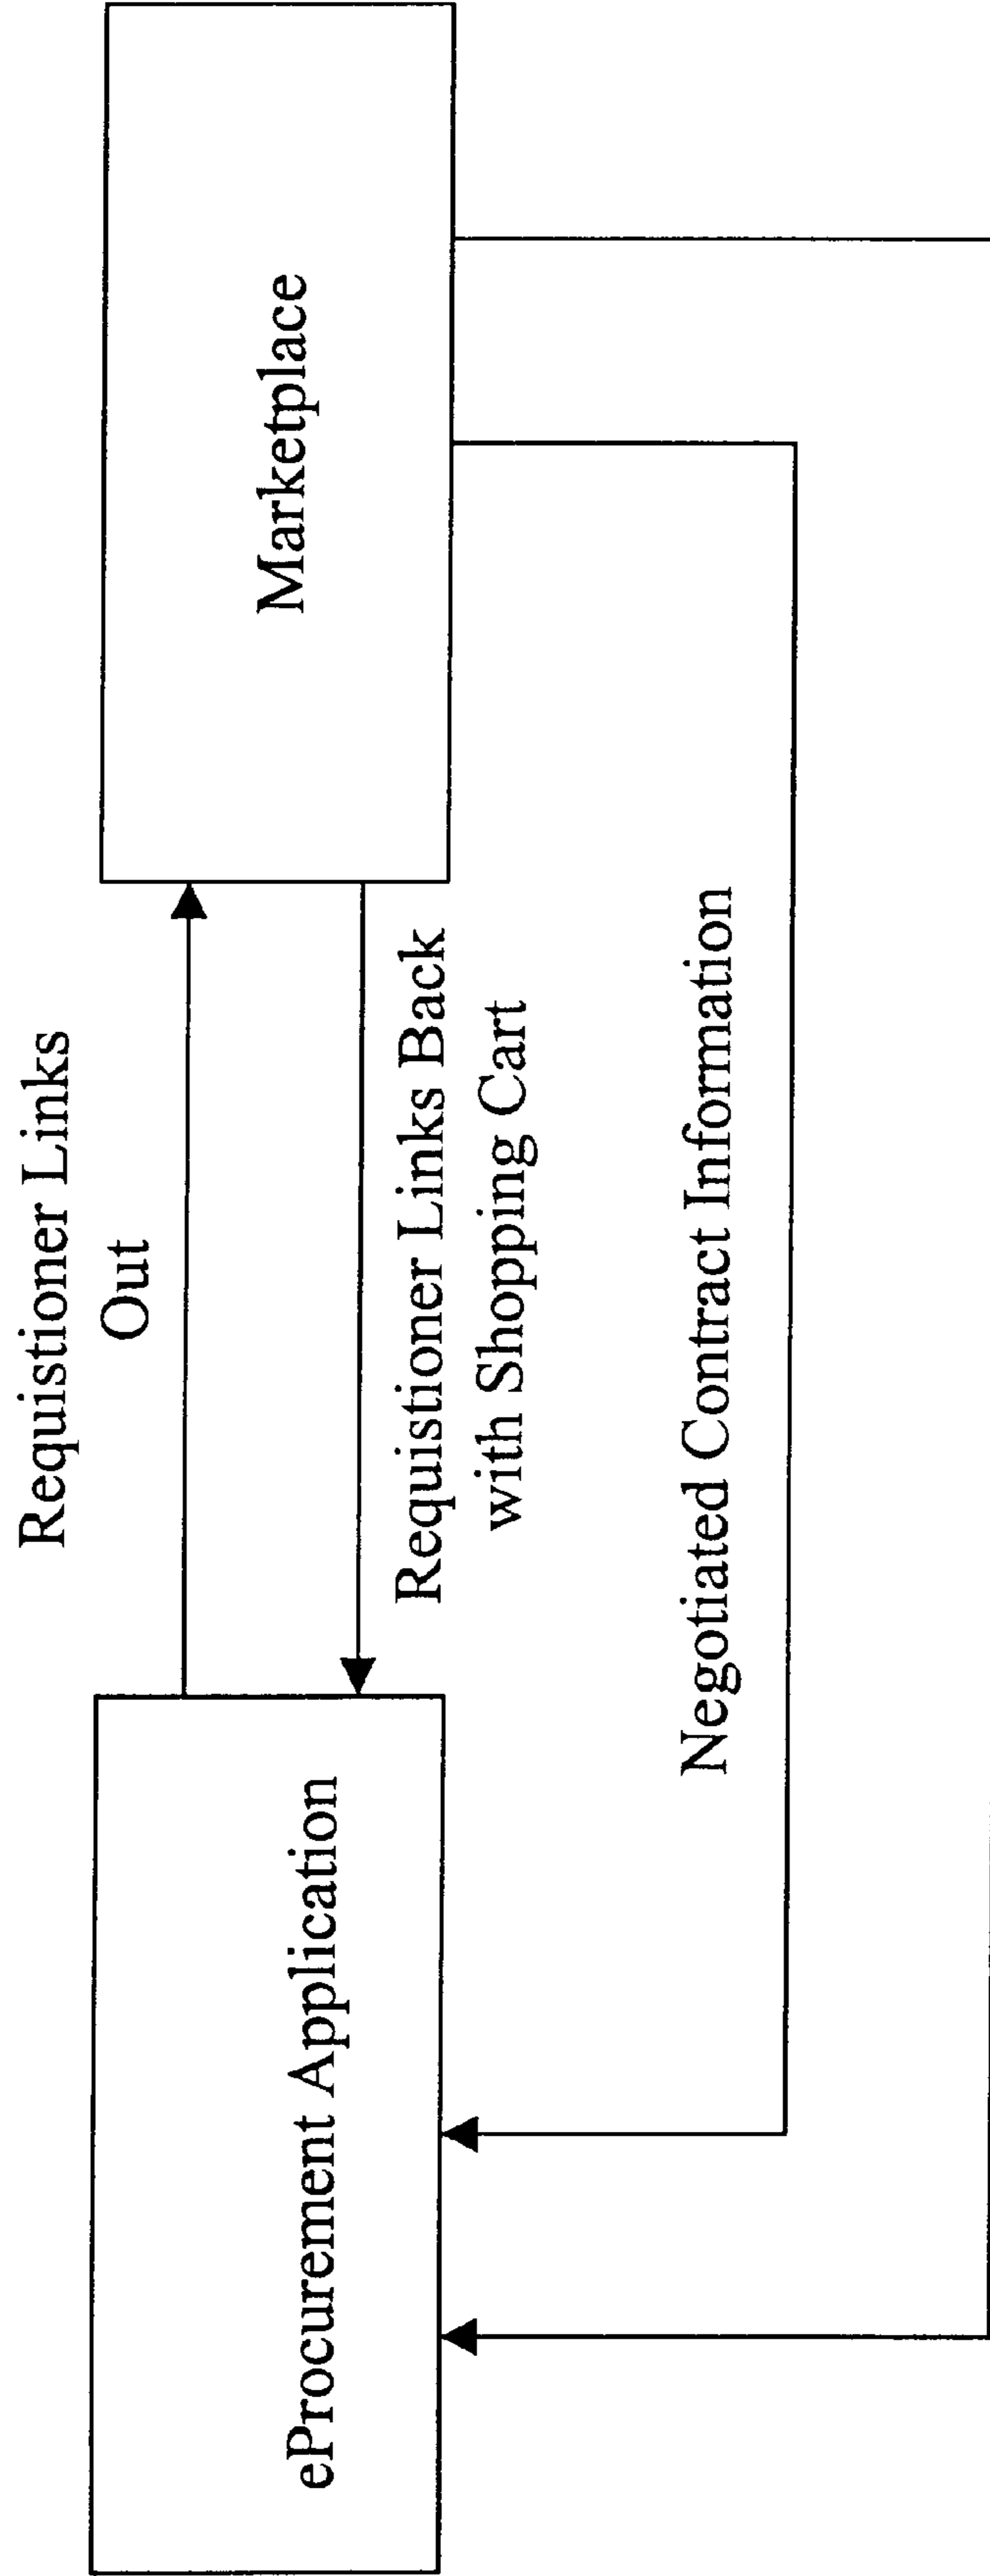 Requistioner Links
Out
eProcurement Application
Marketplace
Requistioner Links Back
with Shopping Cart
Negotiated Contract Information